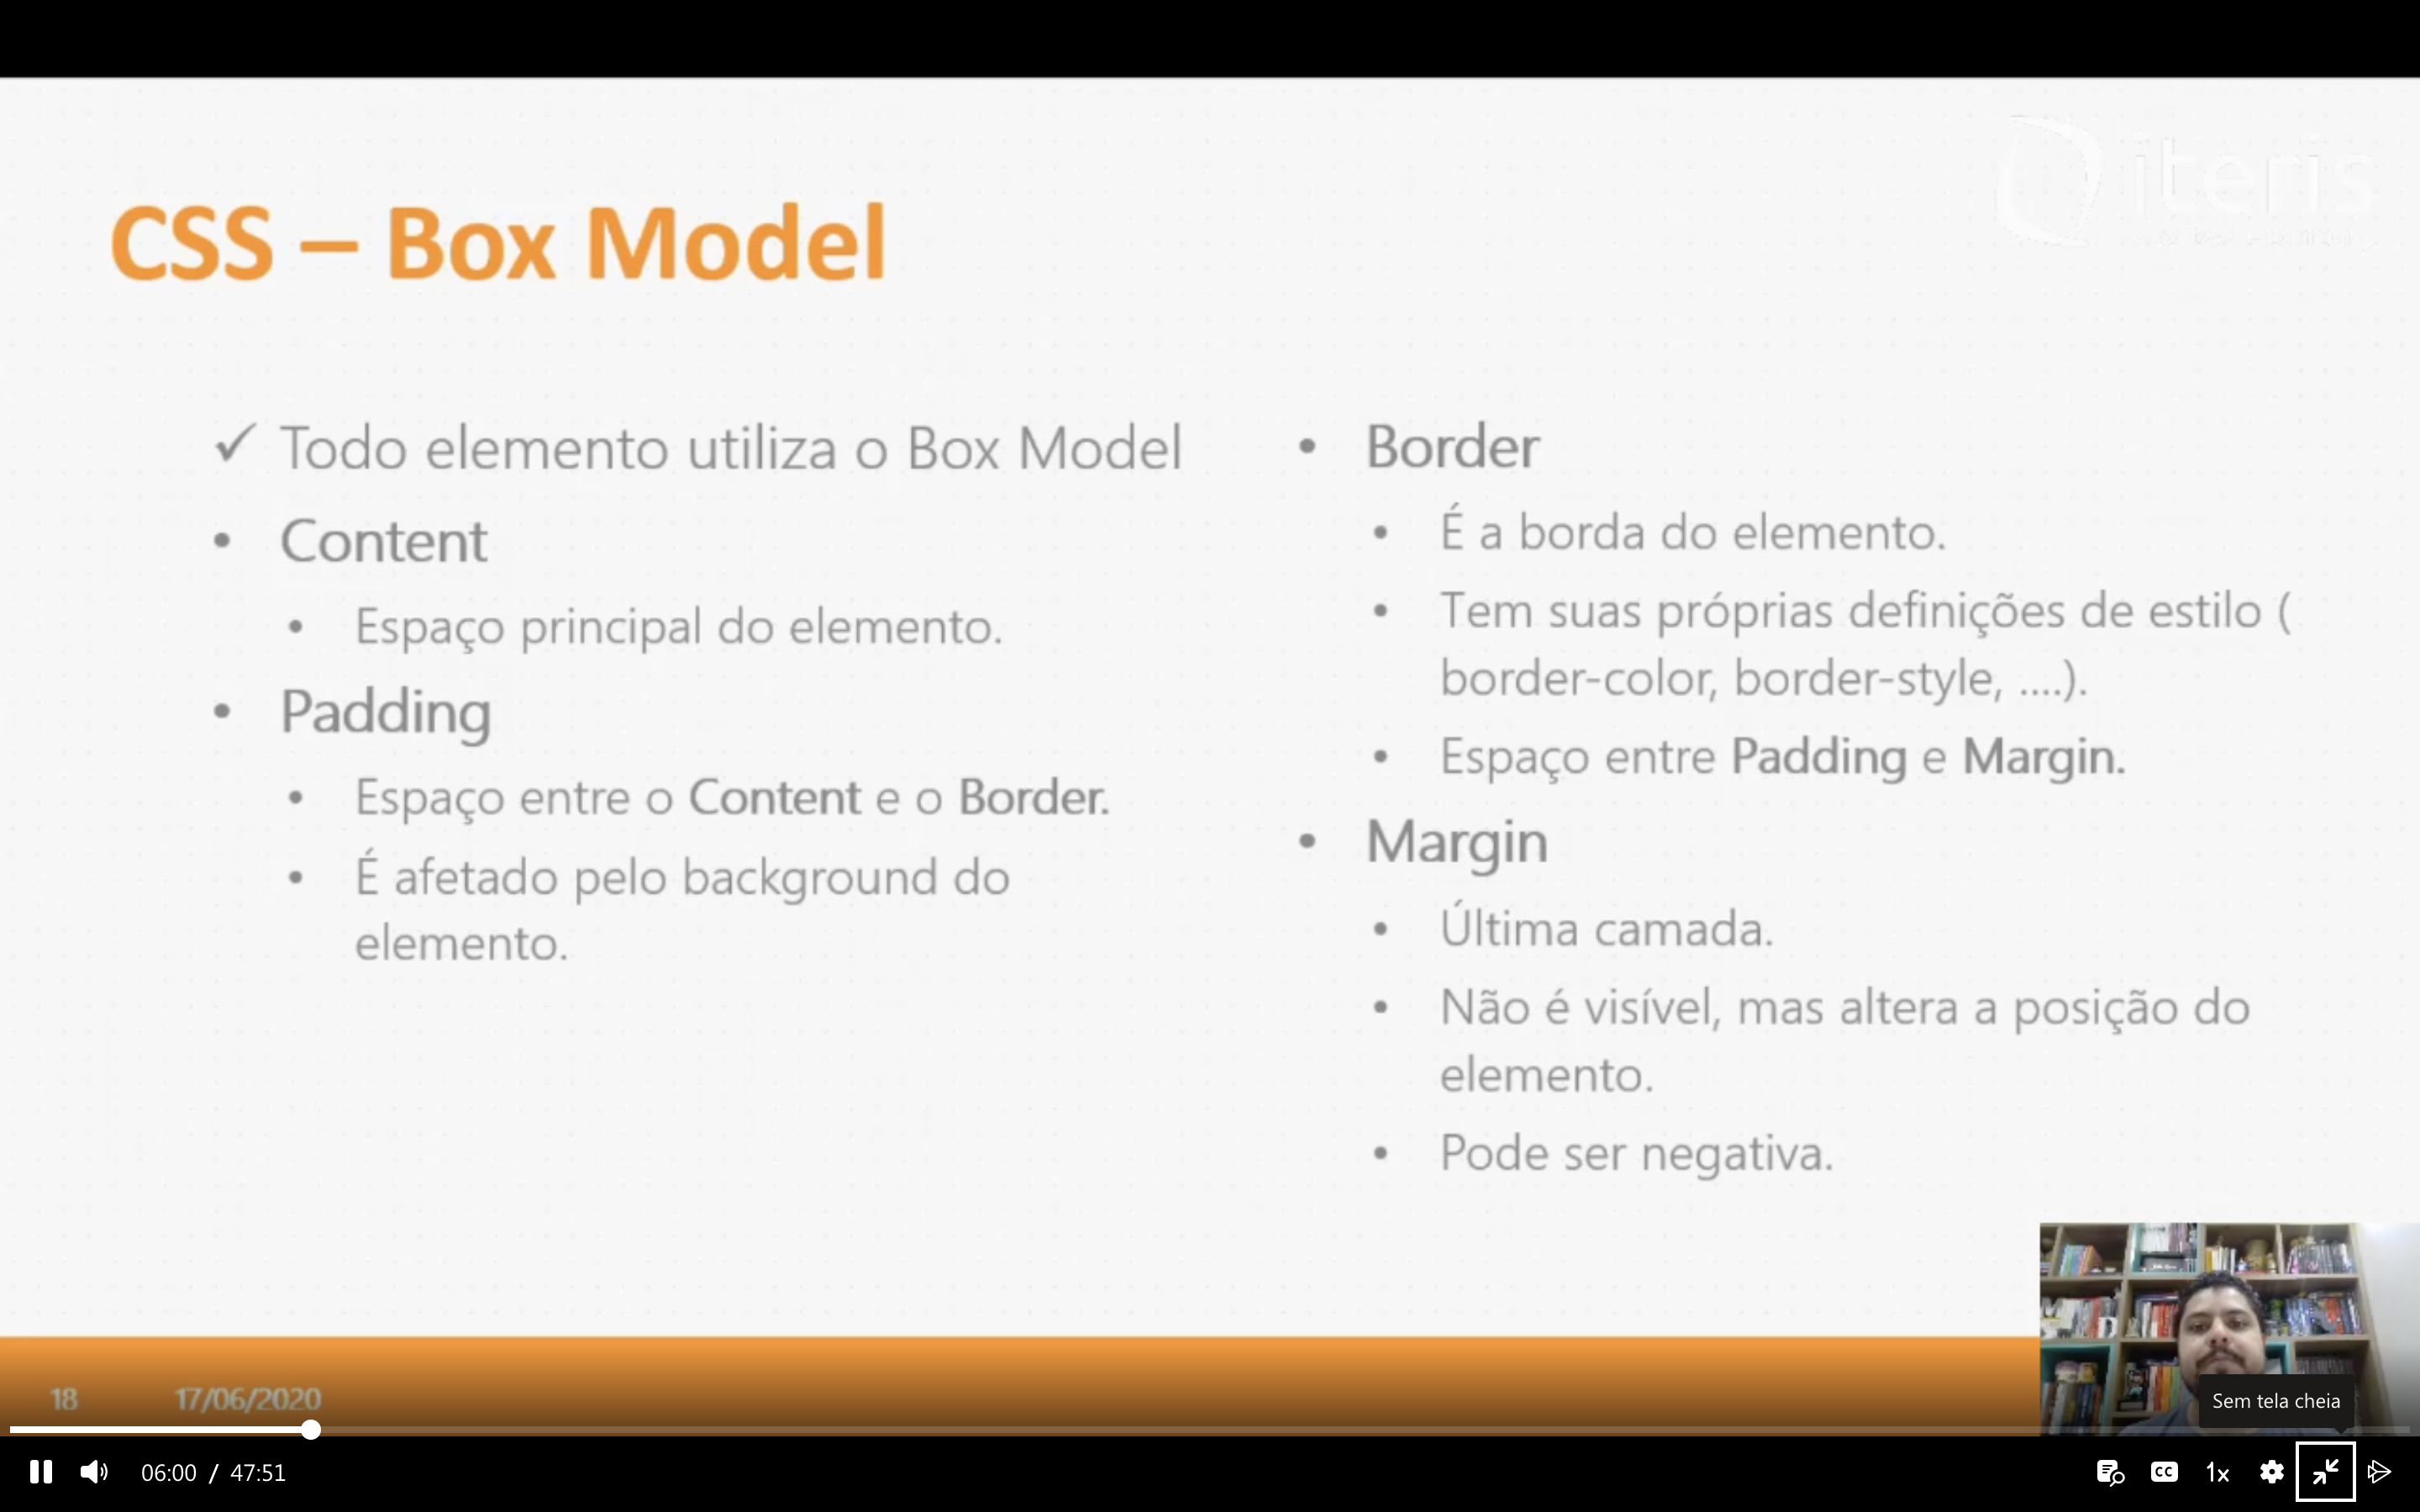 iteris
CSS – Box Model
✓ Todo elemento utiliza o Box Model
• Content
• Espaço principal do elemento.
• Padding
• Espaço entre o Content e o Border.
• É afetado pelo background do
elemento.
• Border
• É a borda do elemento.
• Tem suas próprias definições de estilo (
border-color, border-style, ....).
• Espaço entre Padding e Margin.
• Margin
• Última camada.
• Não é visível, mas altera a posição do
elemento.
• Pode ser negativa.
18 17/06/2020
Sem tela cheia
06:00 / 47:51
CC 1x